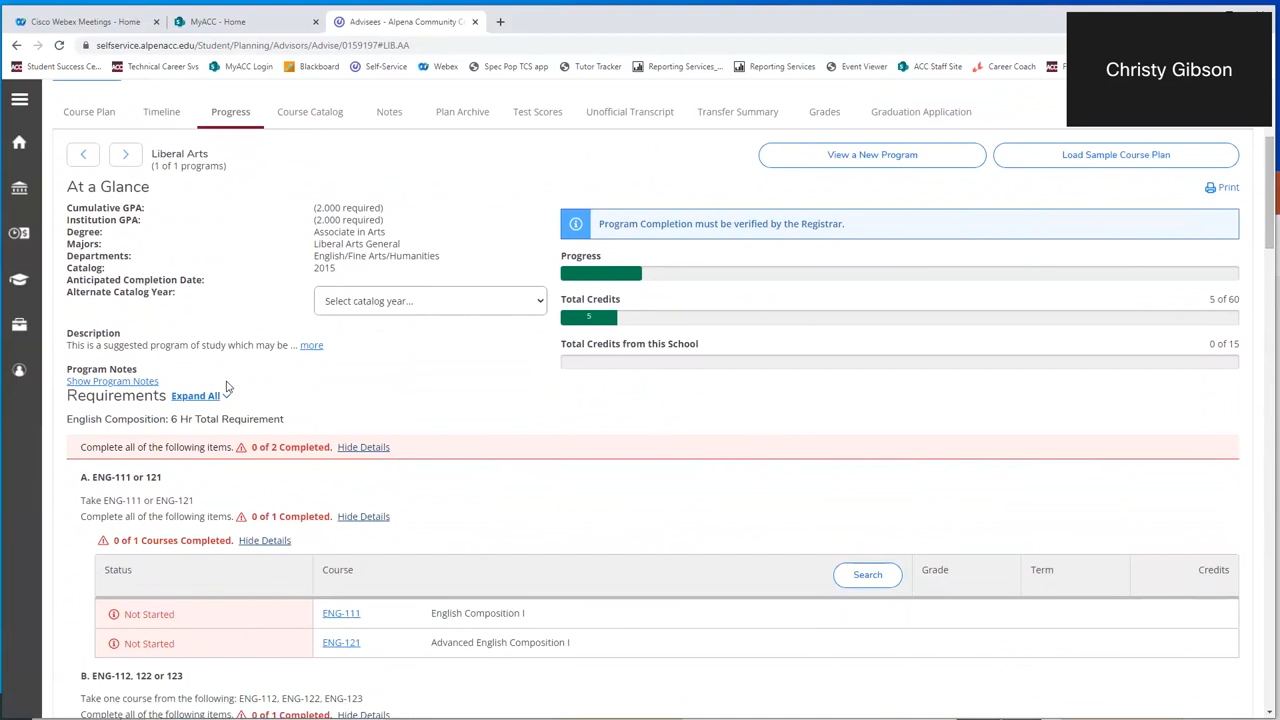 Cisco Webex Meetings - Home
MyACC - Home
Advisees - Alpena Community C
selfservice.alpenacc.edu/Student/Planning/Advisors/Advise/0159197#LIB.AA
Student Success Ce...
Technical Career Svs
MyACC Login
Blackboard
Self-Service
Webex
Spec Pop TCS app
Tutor Tracker
Reporting Services_...
Reporting Services
Event Viewer
ACC Staff Site
Career Coach
Christy Gibson
Course Plan
Timeline
Progress
Course Catalog
Notes
Plan Archive
Test Scores
Unofficial Transcript
Transfer Summary
Grades
Graduation Application
Liberal Arts
(1 of 1 programs)
View a New Program
Load Sample Course Plan
At a Glance
Print
Cumulative GPA: (2.000 required)
Institution GPA: (2.000 required)
Degree: Associate in Arts
Majors: Liberal Arts General
Departments: English/Fine Arts/Humanities
Catalog: 2015
Anticipated Completion Date:
Alternate Catalog Year:
Select catalog year...
Program Completion must be verified by the Registrar.
Progress
Total Credits 5 of 60
5
Total Credits from this School 0 of 15
Description
This is a suggested program of study which may be ... more
Program Notes
Show Program Notes
Requirements Expand All
English Composition: 6 Hr Total Requirement
Complete all of the following items. 0 of 2 Completed. Hide Details
A. ENG-111 or 121
Take ENG-111 or ENG-121
Complete all of the following items. 0 of 1 Completed. Hide Details
0 of 1 Courses Completed. Hide Details
Status Course Search Grade Term Credits
Not Started ENG-111 English Composition I
Not Started ENG-121 Advanced English Composition I
B. ENG-112, 122 or 123
Take one course from the following: ENG-112, ENG-122, ENG-123
Complete all of the following items. 0 of 1 Completed. Hide Details